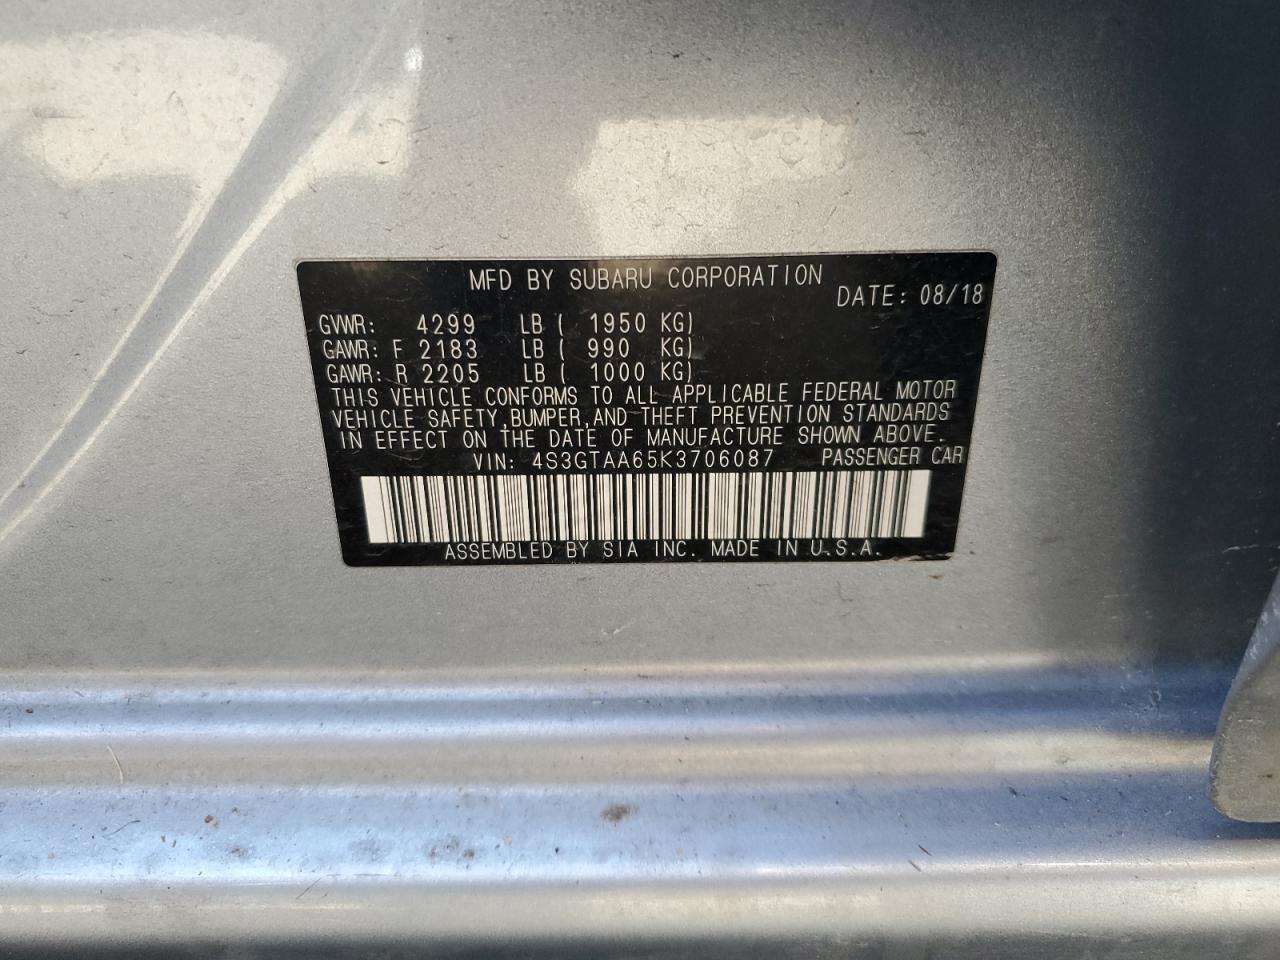 MFD BY SUBARU CORPORATION
DATE: 08/18
GVWR: 4299 LB ( 1950 KG)
GAWR: F 2183 LB ( 990 KG)
GAWR: R 2205 LB ( 1000 KG)
THIS VEHICLE CONFORMS TO ALL APPLICABLE FEDERAL MOTOR
VEHICLE SAFETY,BUMPER,AND THEFT PREVENTION STANDARDS
IN EFFECT ON THE DATE OF MANUFACTURE SHOWN ABOVE.
VIN: 4S3GTAA65K3706087 PASSENGER CAR
ASSEMBLED BY SIA INC. MADE IN U.S.A.